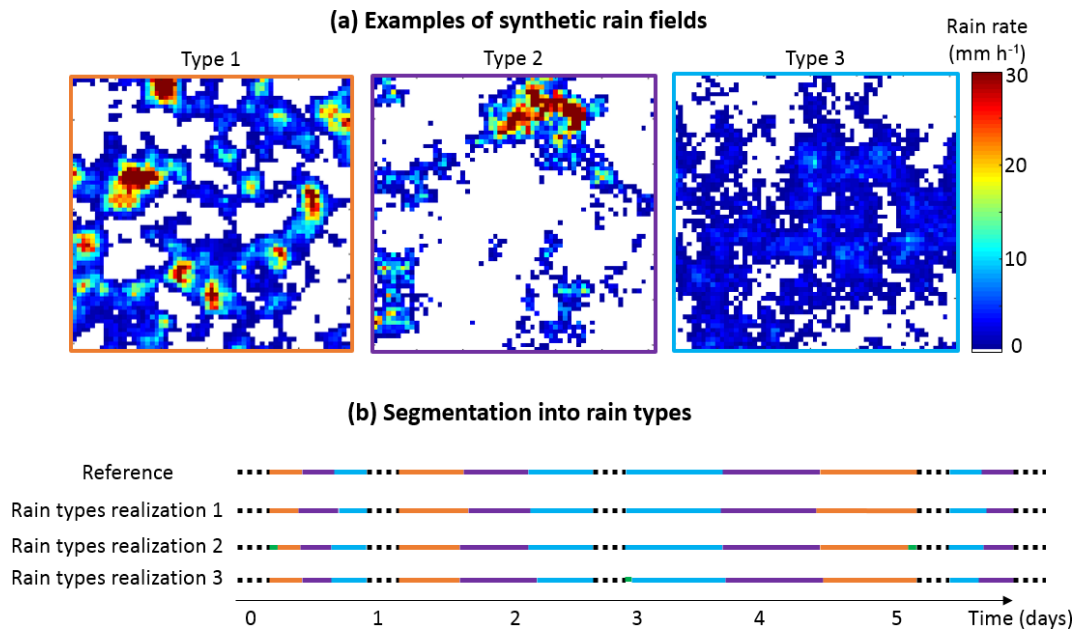 (a) Examples of synthetic rain fields
Rain rate
(mm h⁻¹)
Type 1
Type 2
Type 3
30
20
10
0
(b) Segmentation into rain types
Reference
Rain types realization 1
Rain types realization 2
Rain types realization 3
0 1 2 3 4 5 Time (days)